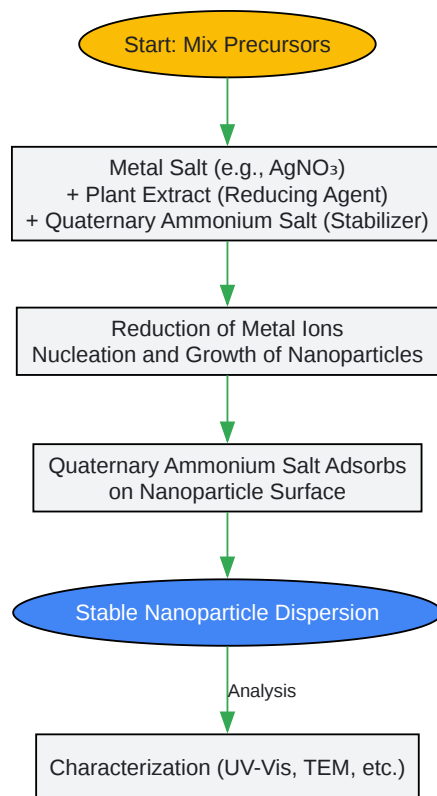 Start: Mix Precursors
Metal Salt (e.g., AgNO₃)
+ Plant Extract (Reducing Agent)
+ Quaternary Ammonium Salt (Stabilizer)
Reduction of Metal Ions
Nucleation and Growth of Nanoparticles
Quaternary Ammonium Salt Adsorbs
on Nanoparticle Surface
Stable Nanoparticle Dispersion
Analysis
Characterization (UV-Vis, TEM, etc.)